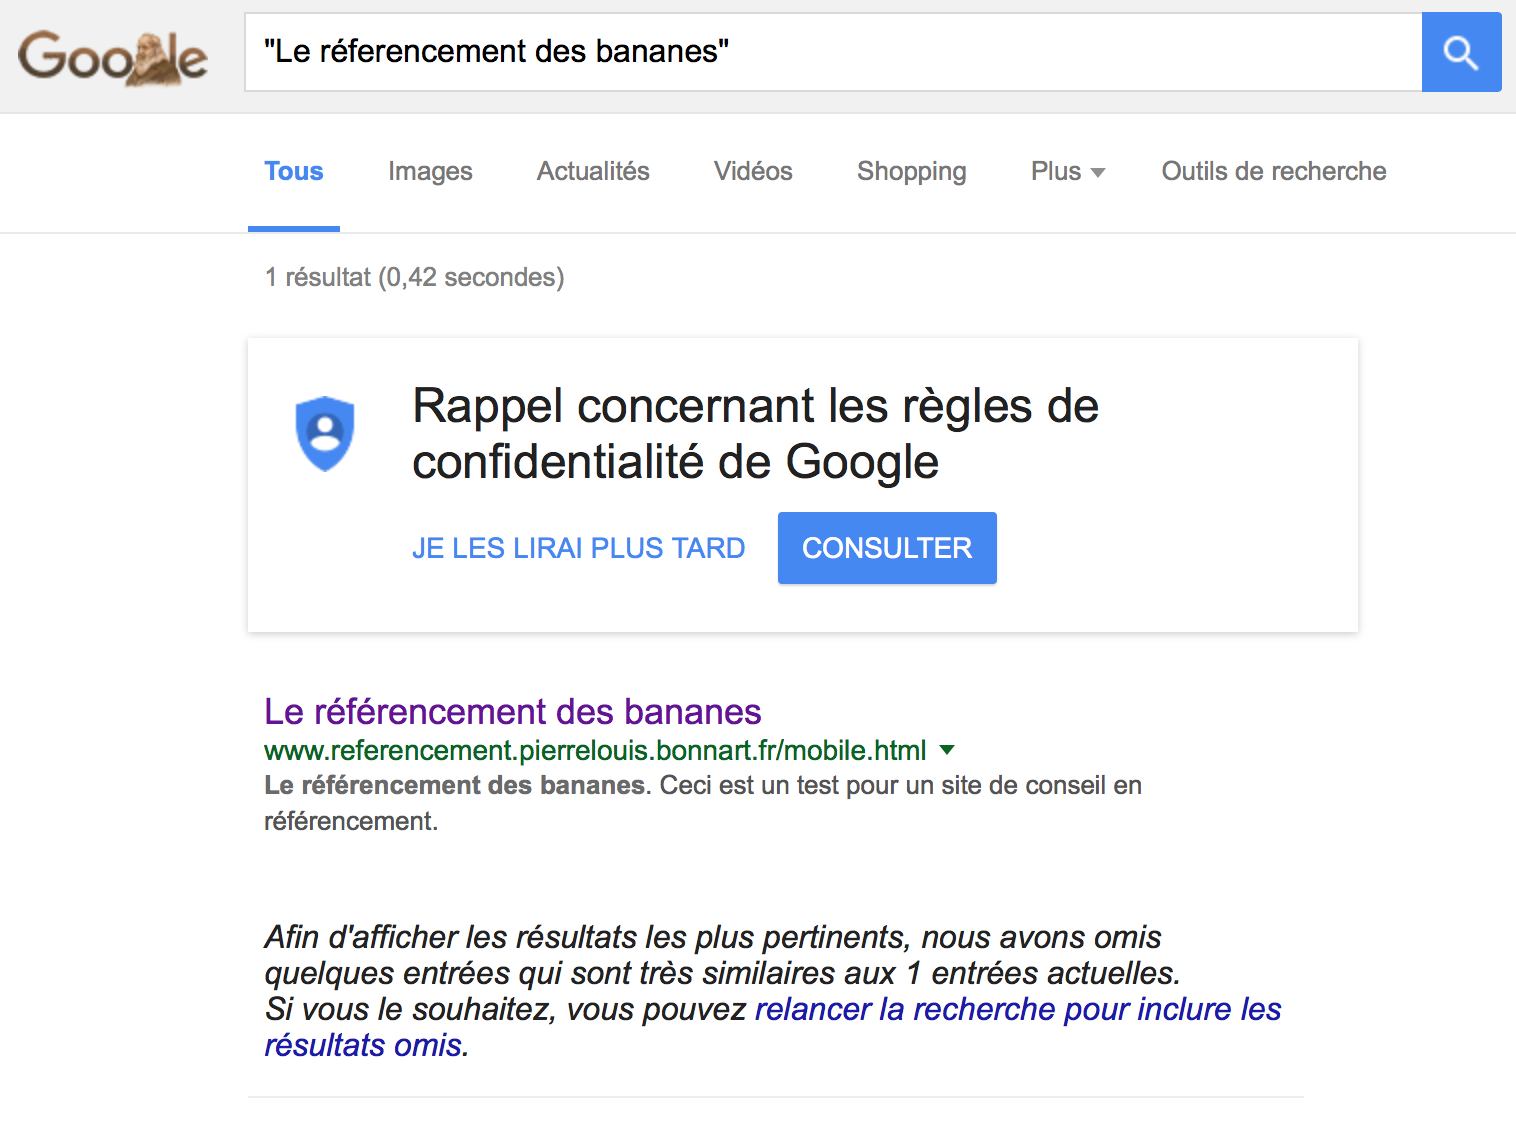 Google
"Le réferencement des bananes"
Tous Images Actualités Vidéos Shopping Plus Outils de recherche
1 résultat (0,42 secondes)
Rappel concernant les règles de
confidentialité de Google
JE LES LIRAI PLUS TARD CONSULTER
Le référencement des bananes
www.referencement.pierrelouis.bonnart.fr/mobile.html
Le référencement des bananes. Ceci est un test pour un site de conseil en
référencement.
Afin d'afficher les résultats les plus pertinents, nous avons omis
quelques entrées qui sont très similaires aux 1 entrées actuelles.
Si vous le souhaitez, vous pouvez relancer la recherche pour inclure les
résultats omis.